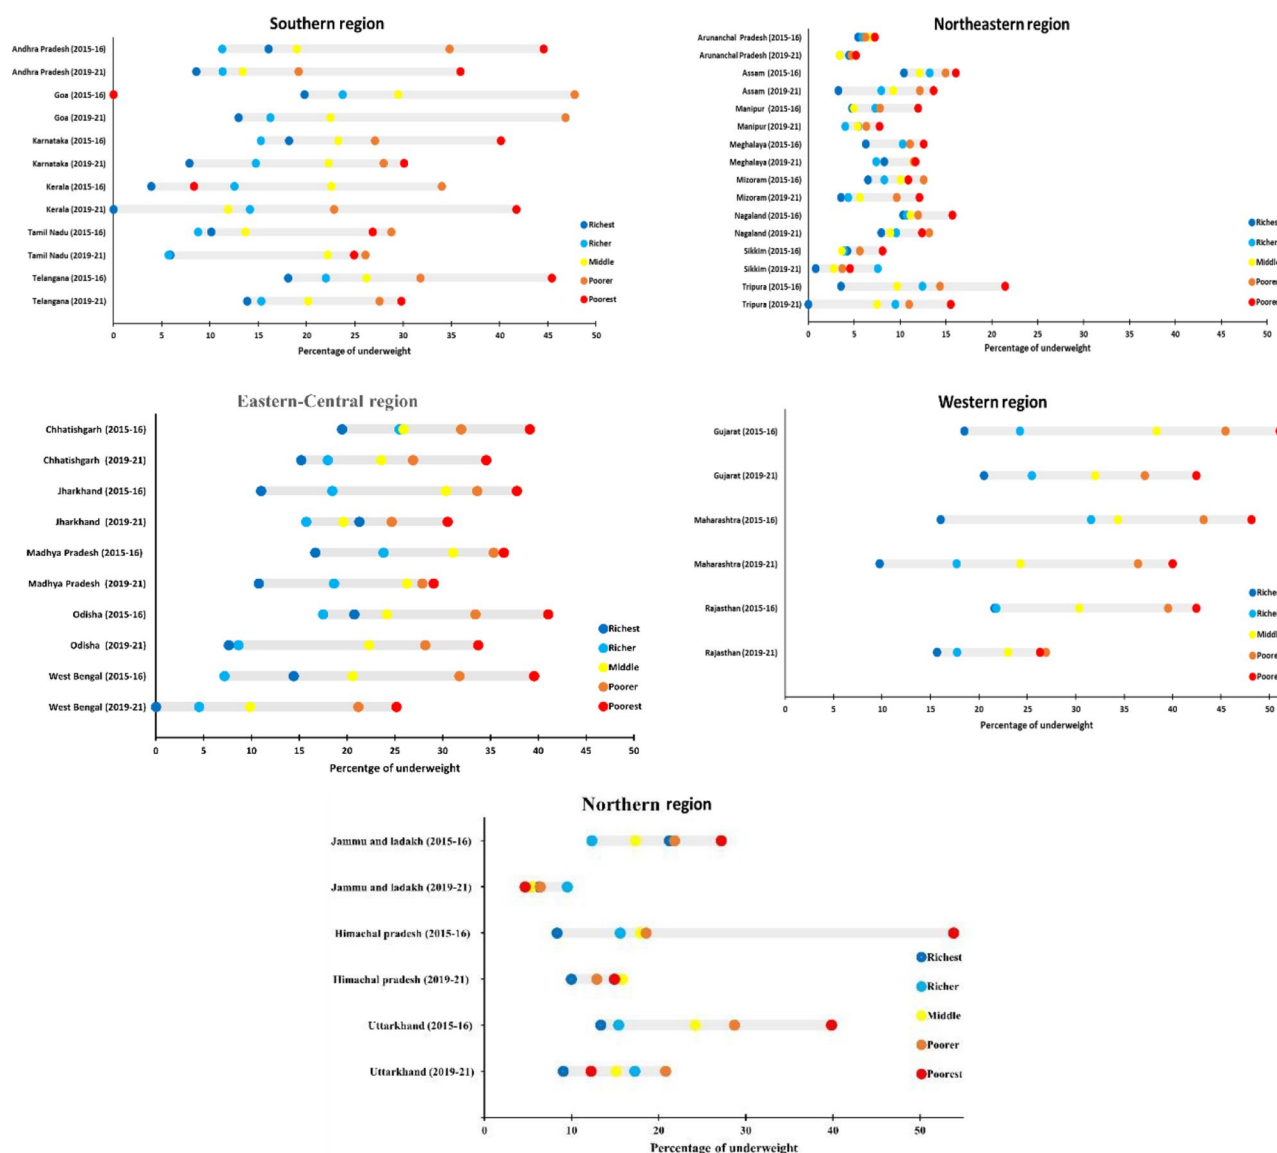 Southern region
Andhra Pradesh (2015-16)
Andhra Pradesh (2019-21)
Goa (2015-16)
Goa (2019-21)
Karnataka (2015-16)
Karnataka (2019-21)
Kerala (2015-16)
Kerala (2019-21)
Tamil Nadu (2015-16)
Tamil Nadu (2019-21)
Telangana (2015-16)
Telangana (2019-21)
Richest
Richer
Middle
Poorer
Poorest
0 5 10 15 20 25 30 35 40 45 50
Percentage of underweight
Northeastern region
Arunanchal Pradesh (2015-16)
Arunanchal Pradesh (2019-21)
Assam (2015-16)
Assam (2019-21)
Manipur (2015-16)
Manipur (2019-21)
Meghalaya (2015-16)
Meghalaya (2019-21)
Mizoram (2015-16)
Mizoram (2019-21)
Nagaland (2015-16)
Nagaland (2019-21)
Sikkim (2015-16)
Sikkim (2019-21)
Tripura (2015-16)
Tripura (2019-21)
Riches
Richer
Middle
Poorer
Poores
0 5 10 15 20 25 30 35 40 45 50
Percentage of underweight
Eastern-Central region
Chhatishgarh (2015-16)
Chhatishgarh (2019-21)
Jharkhand (2015-16)
Jharkhand (2019-21)
Madhya Pradesh (2015-16)
Madhya Pradesh (2019-21)
Odisha (2015-16)
Odisha (2019-21)
West Bengal (2015-16)
West Bengal (2019-21)
Richest
Richer
Middle
Poorer
Poorest
0 5 10 15 20 25 30 35 40 45 50
Percentge of underweight
Western region
Gujarat (2015-16)
Gujarat (2019-21)
Maharashtra (2015-16)
Maharashtra (2019-21)
Rajasthan (2015-16)
Rajasthan (2019-21)
Riches
Richer
Middle
Poorer
Poores
0 5 10 15 20 25 30 35 40 45 50
Percentage of underweight
Northern region
Jammu and ladakh (2015-16)
Jammu and ladakh (2019-21)
Himachal pradesh (2015-16)
Himachal pradesh (2019-21)
Uttarkhand (2015-16)
Uttarkhand (2019-21)
Richest
Richer
Middle
Poorer
Poorest
0 10 20 30 40 50
Percentage of underweight